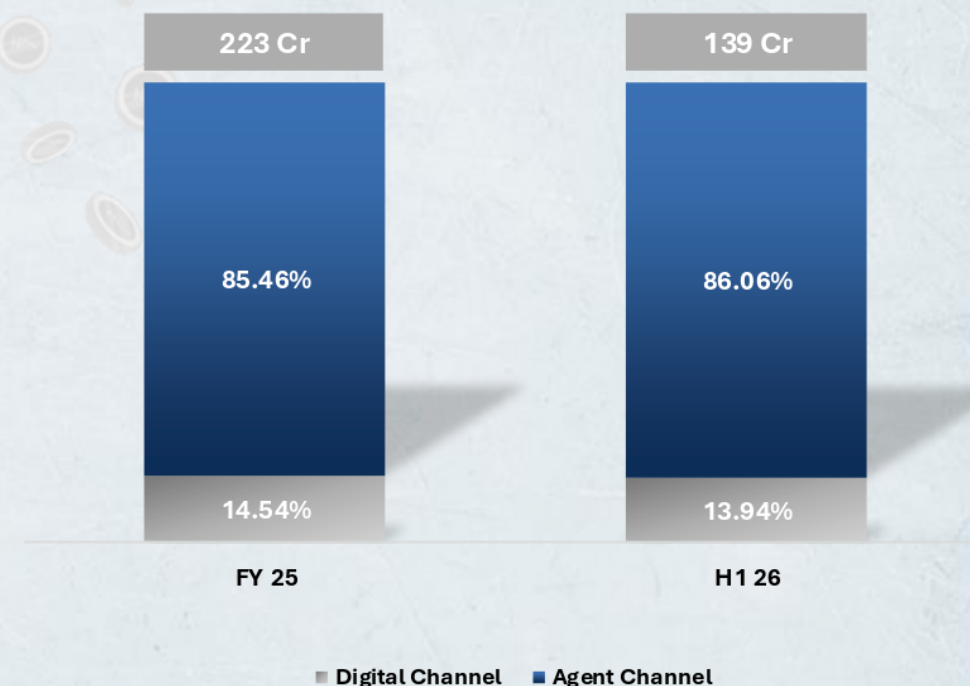 223 Cr
139 Cr
85.46%
86.06%
14.54%
13.94%
FY 25
H1 26
Digital Channel
Agent Channel